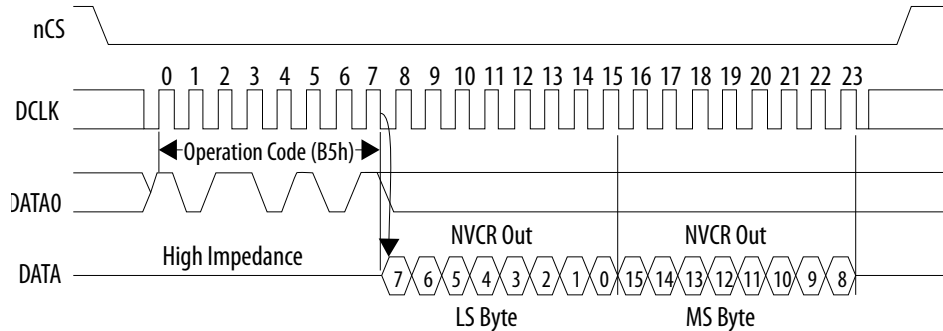 nCS
0 1 2 3 4 5 6 7 8 9 10 11 12 13 14 15 16 17 18 19 20 21 22 23
DCLK
Operation Code (B5h)
DATA0
High Impedance
NVCR Out NVCR Out
DATA
7 6 5 4 3 2 1 0 15 14 13 12 11 10 9 8
LS Byte MS Byte